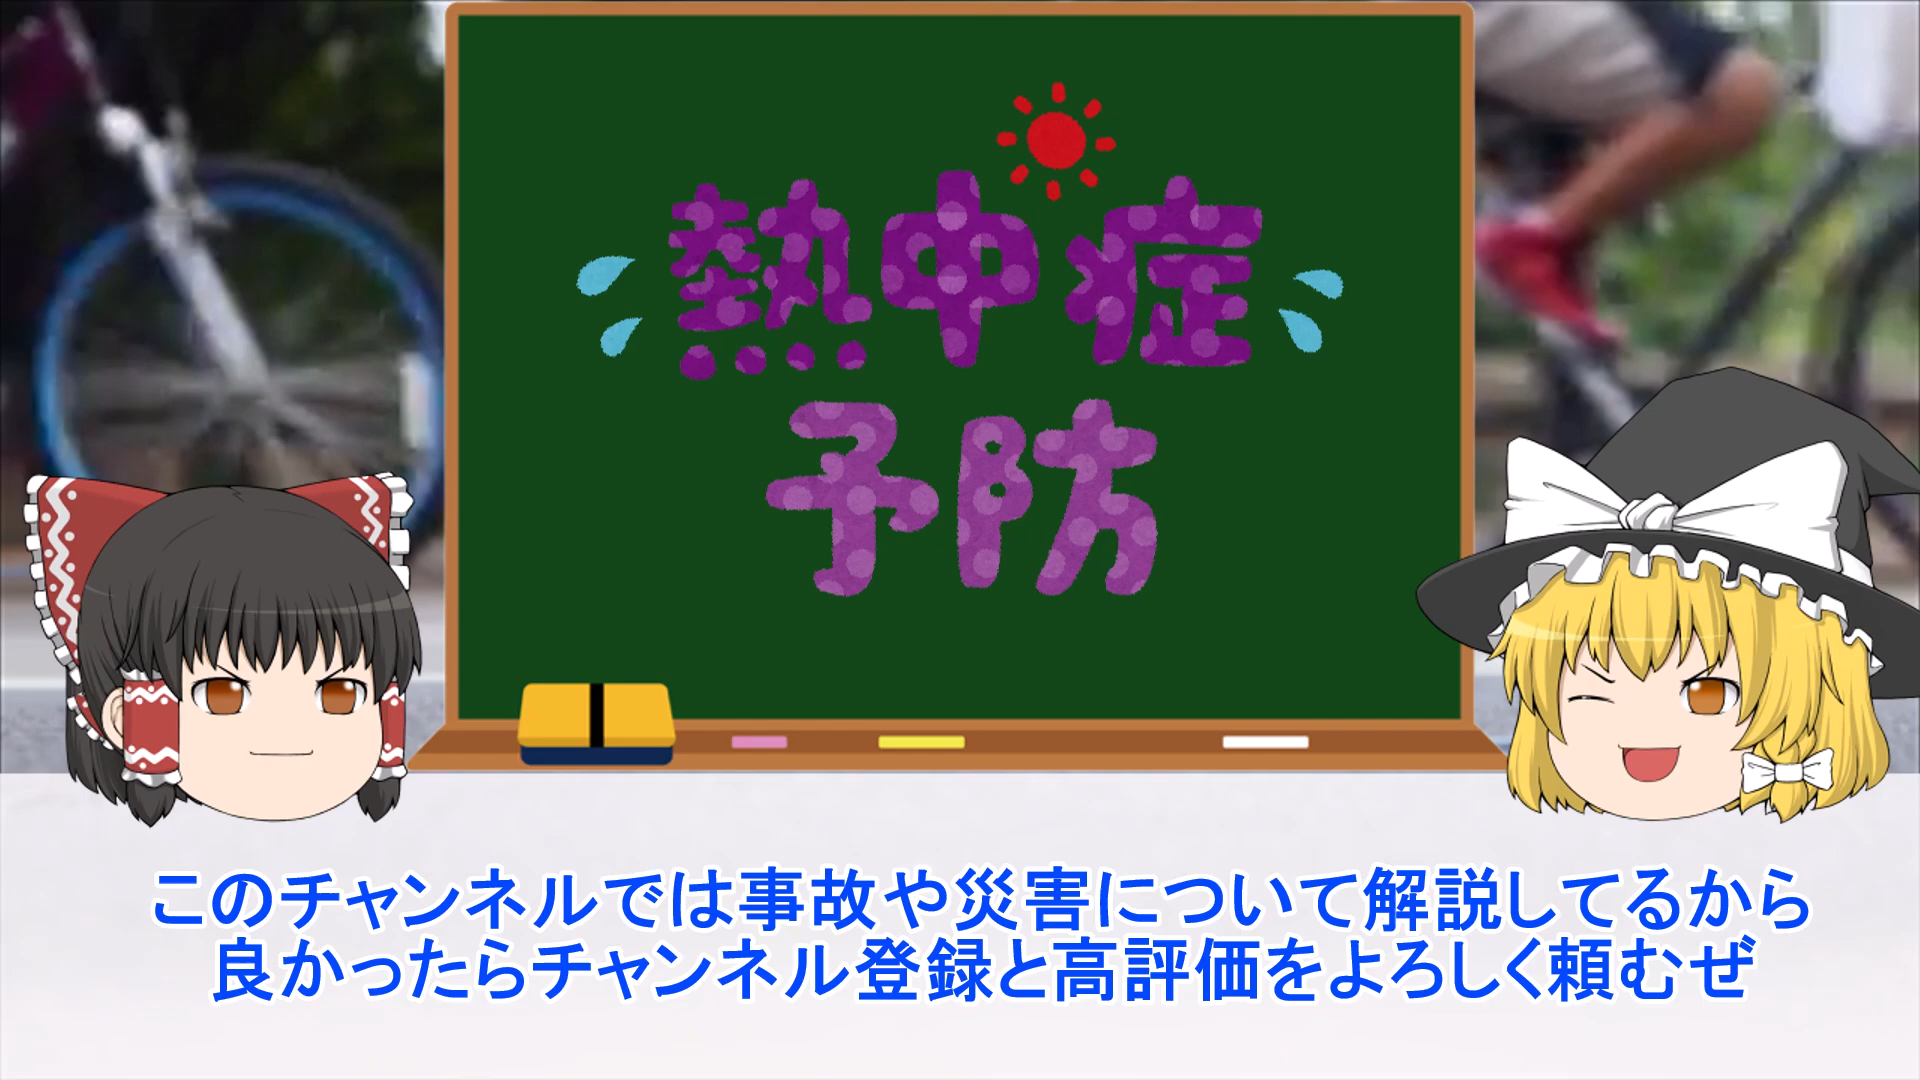 熱中症
予防
このチャンネルでは事故や災害について解説してるから
良かったらチャンネル登録と高評価をよろしく頼むぜ